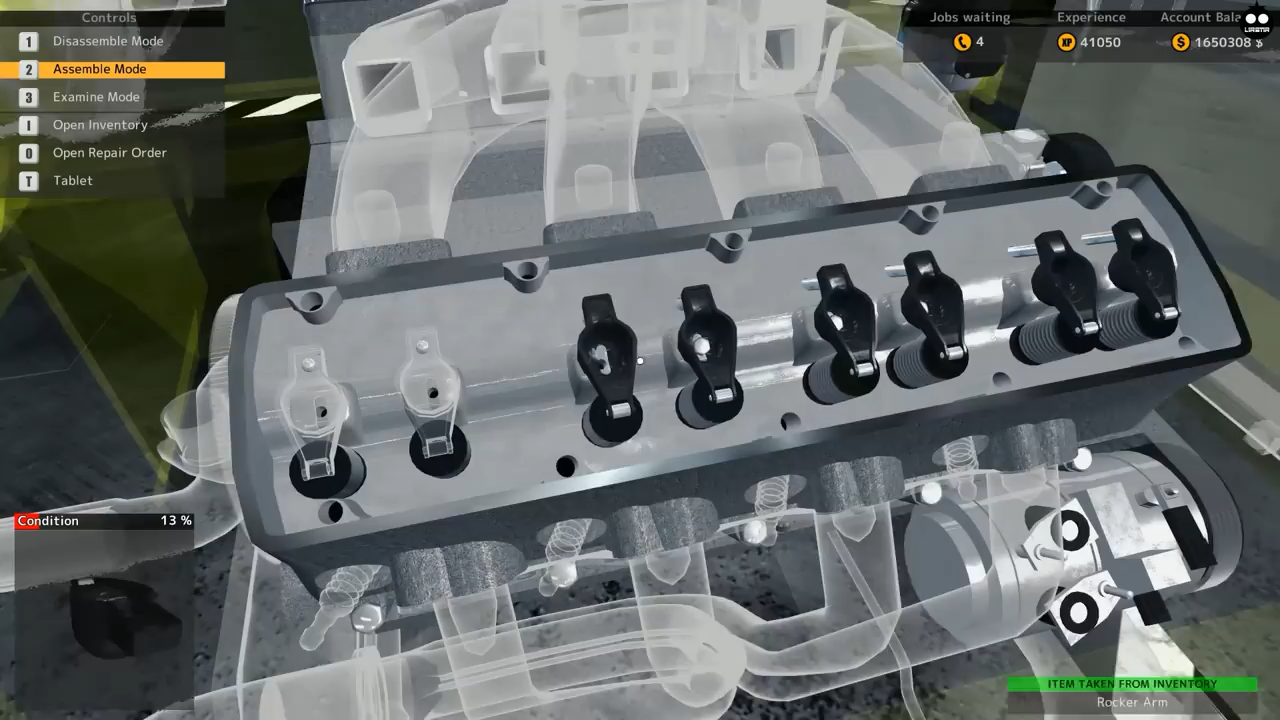 Controls
1 Disassemble Mode
2 Assemble Mode
3 Examine Mode
I Open Inventory
O Open Repair Order
T Tablet
Jobs waiting Experience Account Bala
4 XP 41050 $ 1650308 $
Condition 13 %
ITEM TAKEN FROM INVENTORY
Rocker Arm